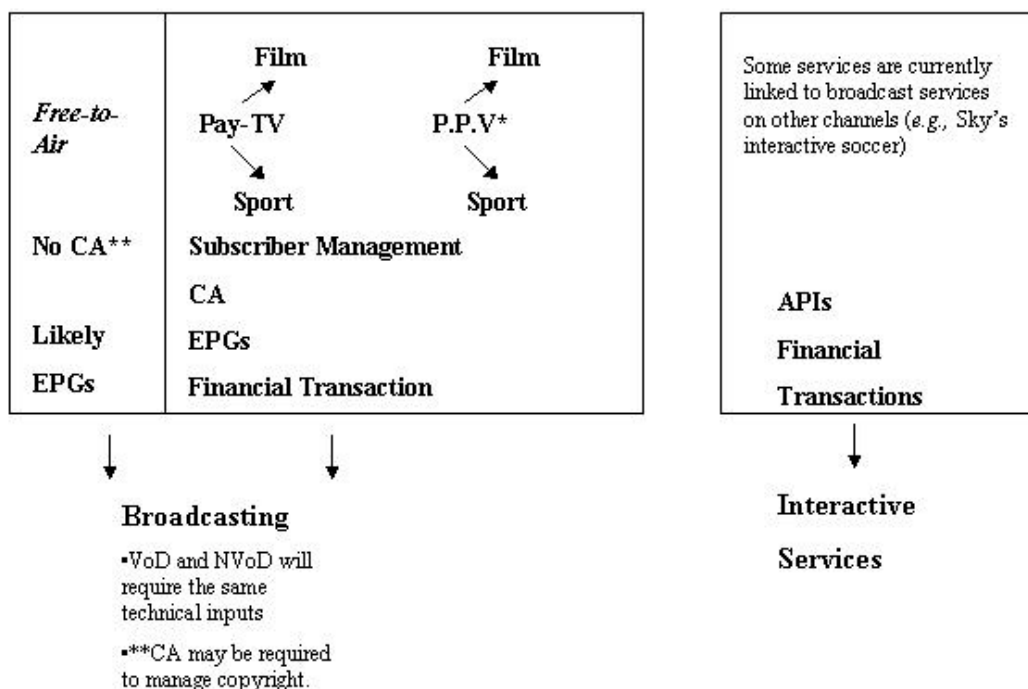 Free-to-
Air
No CA**
Likely
EPGs
Film
Film
Pay-TV
P.P.V*
Sport
Sport
Subscriber Management
CA
EPGs
Financial Transaction
Some services are currently
linked to broadcast services
on other channels (e.g., Sky's
interactive soccer)
APIs
Financial
Transactions
Broadcasting
▪VoD and NVoD will
require the same
technical inputs
▪**CA may be required
to manage copyright.
Interactive
Services